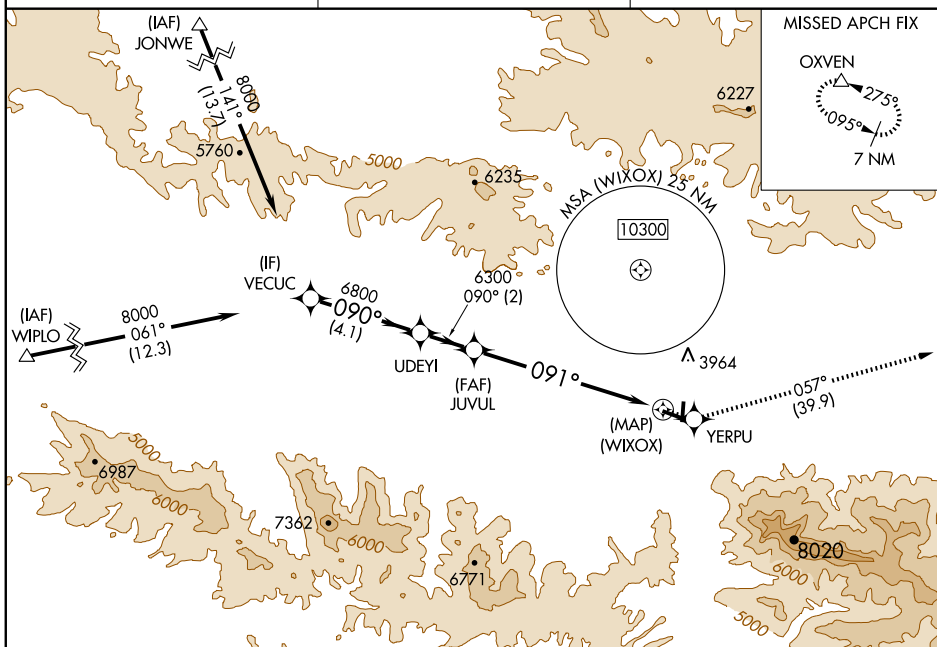 (IAF)
JONWE
8000
141°
(13.7)
5760
5000
6235
6227
MISSED APCH FIX
OXVEN
275°
095°
7 NM
MSA (WIXOX) 25 NM
10300
(IF)
VECUC
6800
090°
(4.1)
6300
090° (2)
(IAF)
WIPLO
8000
061°
(12.3)
UDEYI
(FAF)
JUVUL
091°
3964
(MAP)
(WIXOX)
YERPU
057°
(39.9)
5000
6987
6000
7362
6000
6771
8020
6000
5000